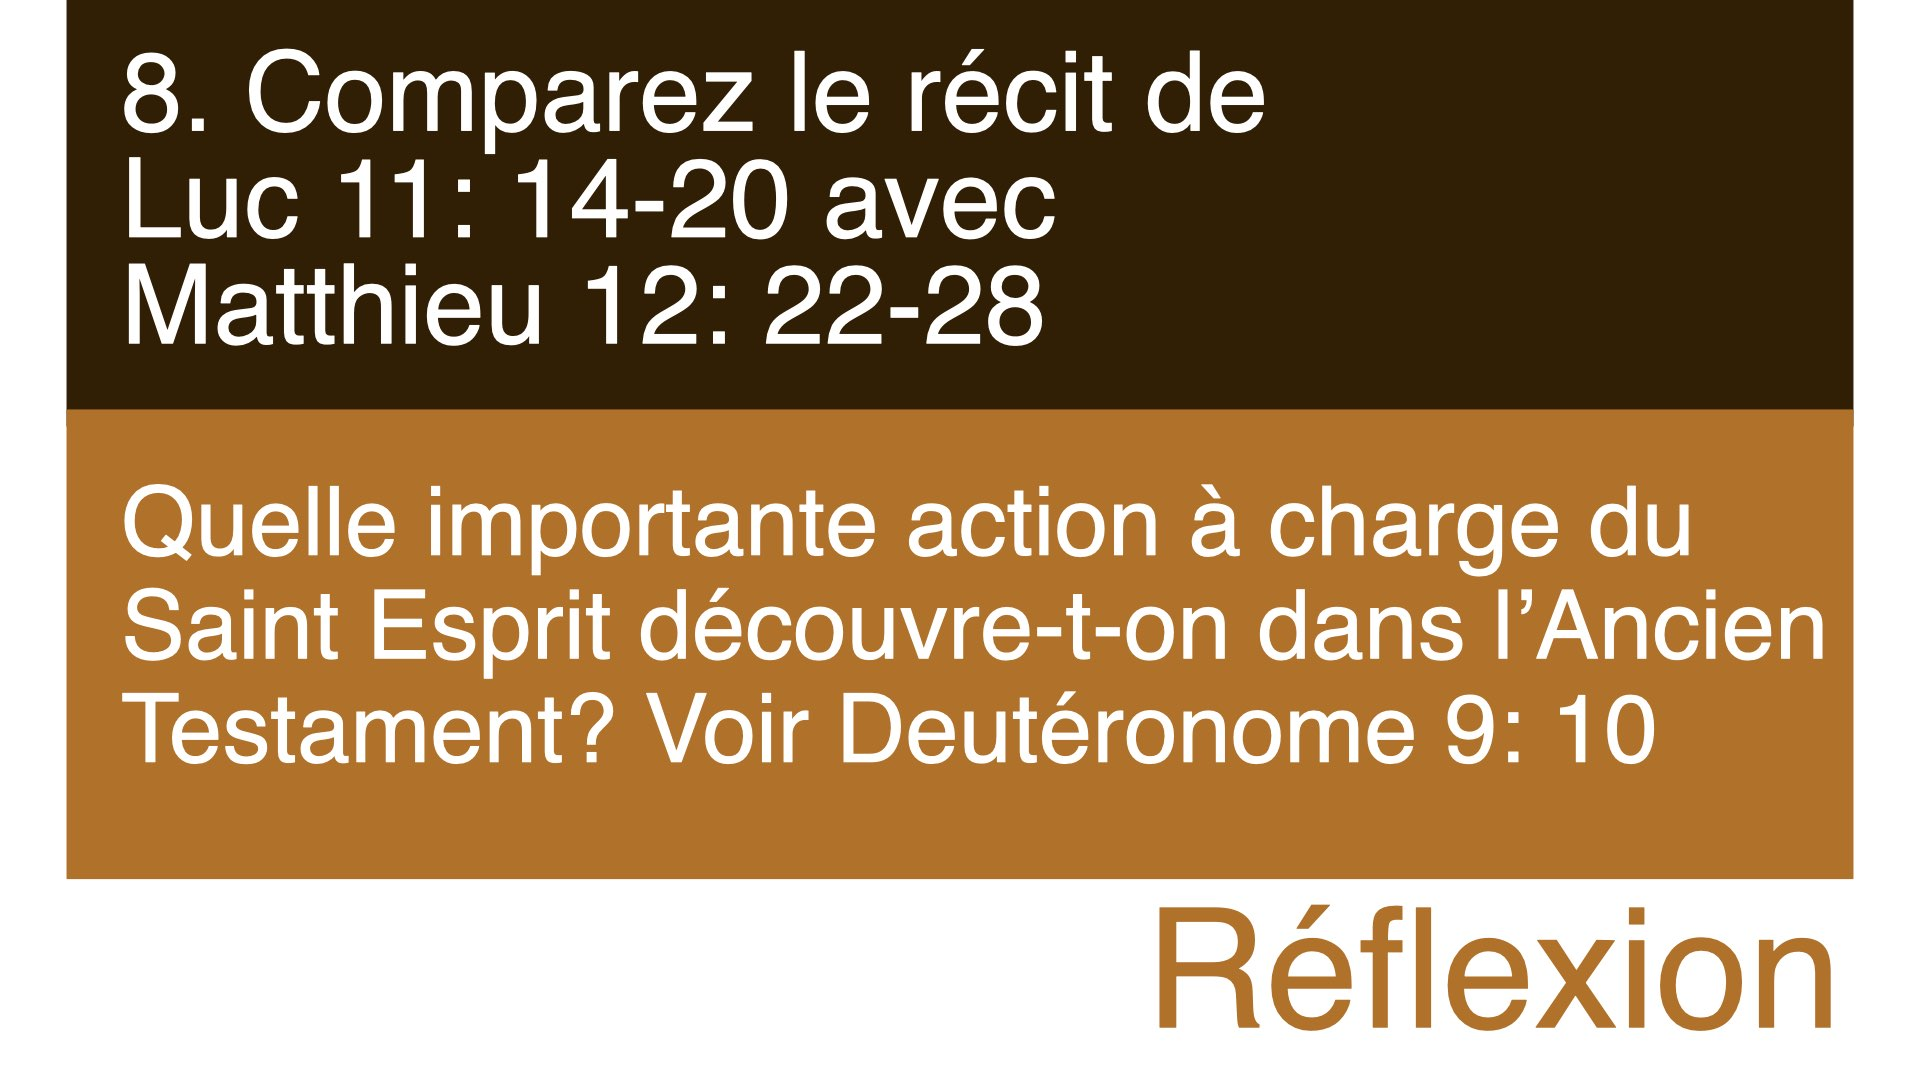 8. Comparez le récit de
Luc 11: 14-20 avec
Matthieu 12: 22-28
Quelle importante action à charge du
Saint Esprit découvre-t-on dans l’Ancien
Testament? Voir Deutéronome 9: 10
Réflexion